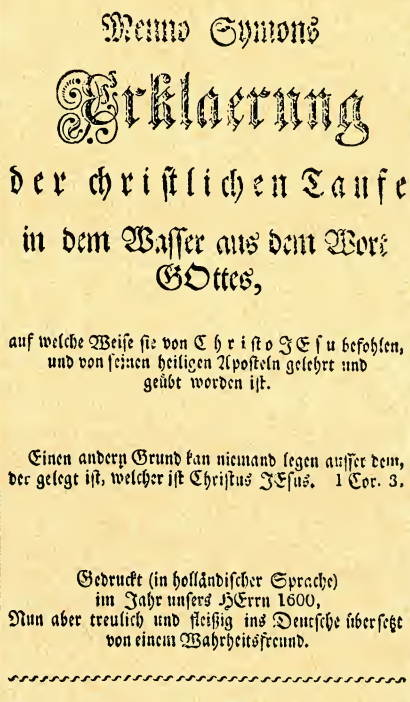 Menno Symons
Erklaerung
der christlichen Taufe
in dem Wasser aus dem Wort
GOttes,
auf welche Weise sie von Christo JEsu befohlen,
und von seinen heiligen Aposteln gelehrt und
geübt worden ist.
Einen andern Grund kan niemand legen ausser dem,
der gelegt ist, welcher ist Christus JEsus. 1 Cor. 3.
Gedruckt (in holländischer Sprache)
im Jahr unsers HErrn 1600,
Nun aber treulich und fleißig ins Deutsche übersetzt
von einem Wahrheitsfreund.